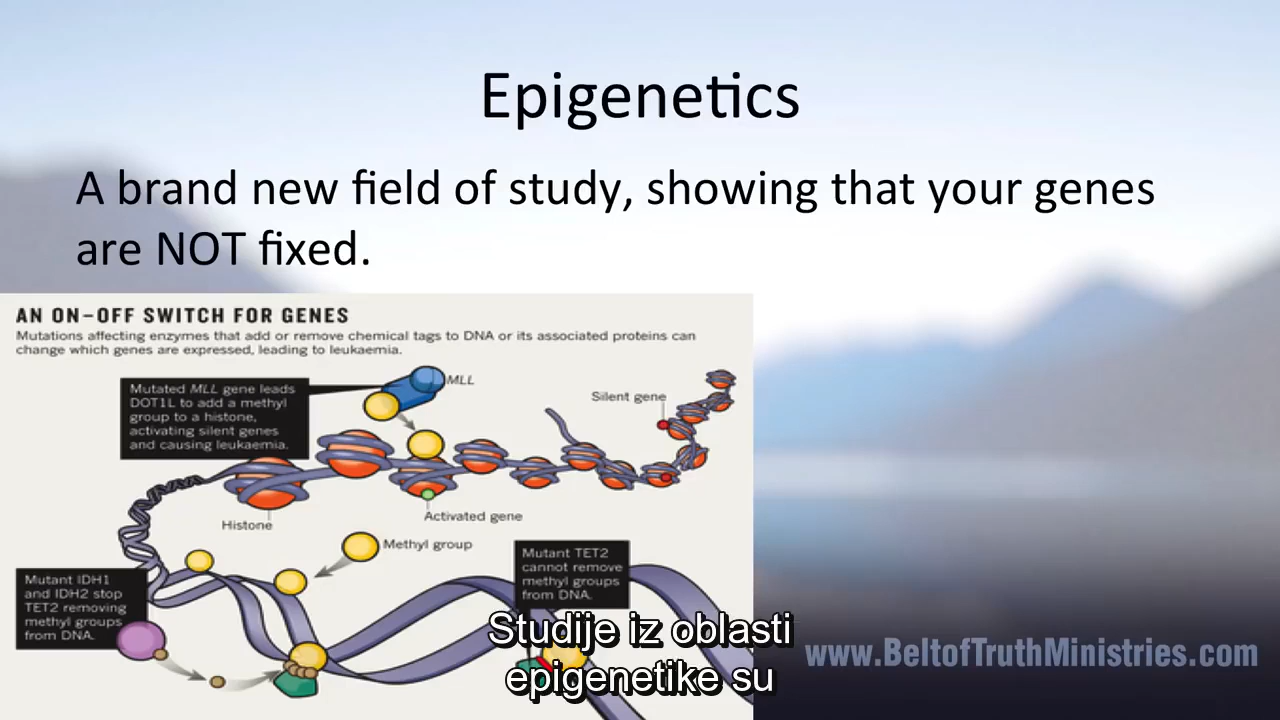 Epigenetics
A brand new field of study, showing that your genes
are NOT fixed.
AN ON–OFF SWITCH FOR GENES
Mutations affecting enzymes that add or remove chemical tags to DNA or its associated proteins can
change which genes are expressed, leading to leukaemia.
MLL
Mutated MLL gene leads
DOT1L to add a methyl
group to a histone,
activating silent genes
and causing leukaemia.
Silent gene
Histone
Activated gene
Methyl group
Mutant TET2
cannot remove
methyl groups
from DNA.
Mutant IDH1
and IDH2 stop
TET2 removing
methyl groups
from DNA.
Studije iz oblasti
epigenetike su
www.BeltofTruthMinistries.com